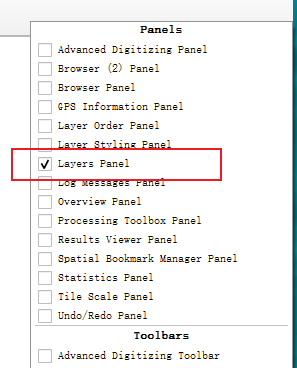 Panels
Advanced Digitizing Panel
Browser (2) Panel
Browser Panel
GPS Information Panel
Layer Order Panel
Layer Styling Panel
Layers Panel
Log Messages Panel
Overview Panel
Processing Toolbox Panel
Results Viewer Panel
Spatial Bookmark Manager Panel
Statistics Panel
Tile Scale Panel
Undo/Redo Panel
Toolbars
Advanced Digitizing Toolbar